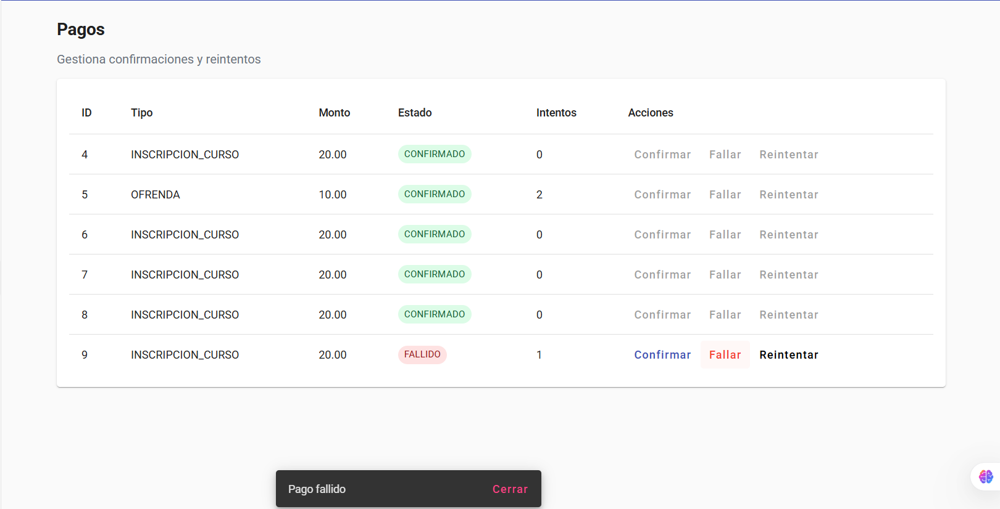 Pagos
Gestiona confirmaciones y reintentos
ID Tipo Monto Estado Intentos Acciones
4 INSCRIPCION_CURSO 20.00 CONFIRMADO 0 Confirmar Fallar Reintentar
5 OFRENDA 10.00 CONFIRMADO 2 Confirmar Fallar Reintentar
6 INSCRIPCION_CURSO 20.00 CONFIRMADO 0 Confirmar Fallar Reintentar
7 INSCRIPCION_CURSO 20.00 CONFIRMADO 0 Confirmar Fallar Reintentar
8 INSCRIPCION_CURSO 20.00 CONFIRMADO 0 Confirmar Fallar Reintentar
9 INSCRIPCION_CURSO 20.00 FALLIDO 1 Confirmar Fallar Reintentar
Pago fallido Cerrar